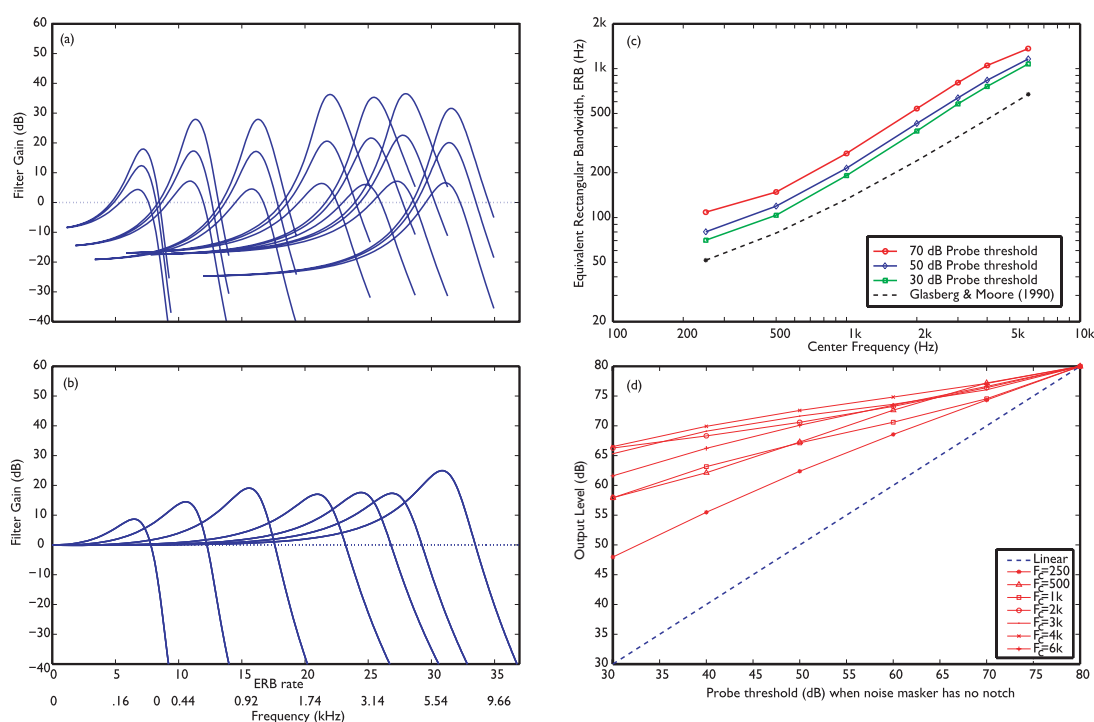 60
50
40
30
20
10
0
−10
−20
−30
−40
Filter Gain (dB)
(a)
60
50
40
30
20
10
0
−10
−20
−30
−40
Filter Gain (dB)
(b)
0 5 10 15 20 25 30 35
ERB rate
0 .16 0 0.44 0.92 1.74 3.14 5.54 9.66
Frequency (kHz)
2k
1k
500
200
100
50
20
Equivalent Rectangular Bandwidth, ERB (Hz)
(c)
70 dB Probe threshold
50 dB Probe threshold
30 dB Probe threshold
Glasberg & Moore (1990)
100 200 500 1k 2k 5k 10k
Center Frequency (Hz)
80
75
70
65
60
55
50
45
40
35
30
Output Level (dB)
(d)
Linear
FC=250
FC=500
FC=1k
FC=2k
FC=3k
FC=4k
FC=6k
30 35 40 45 50 55 60 65 70 75 80
Probe threshold (dB) when noise masker has no notch